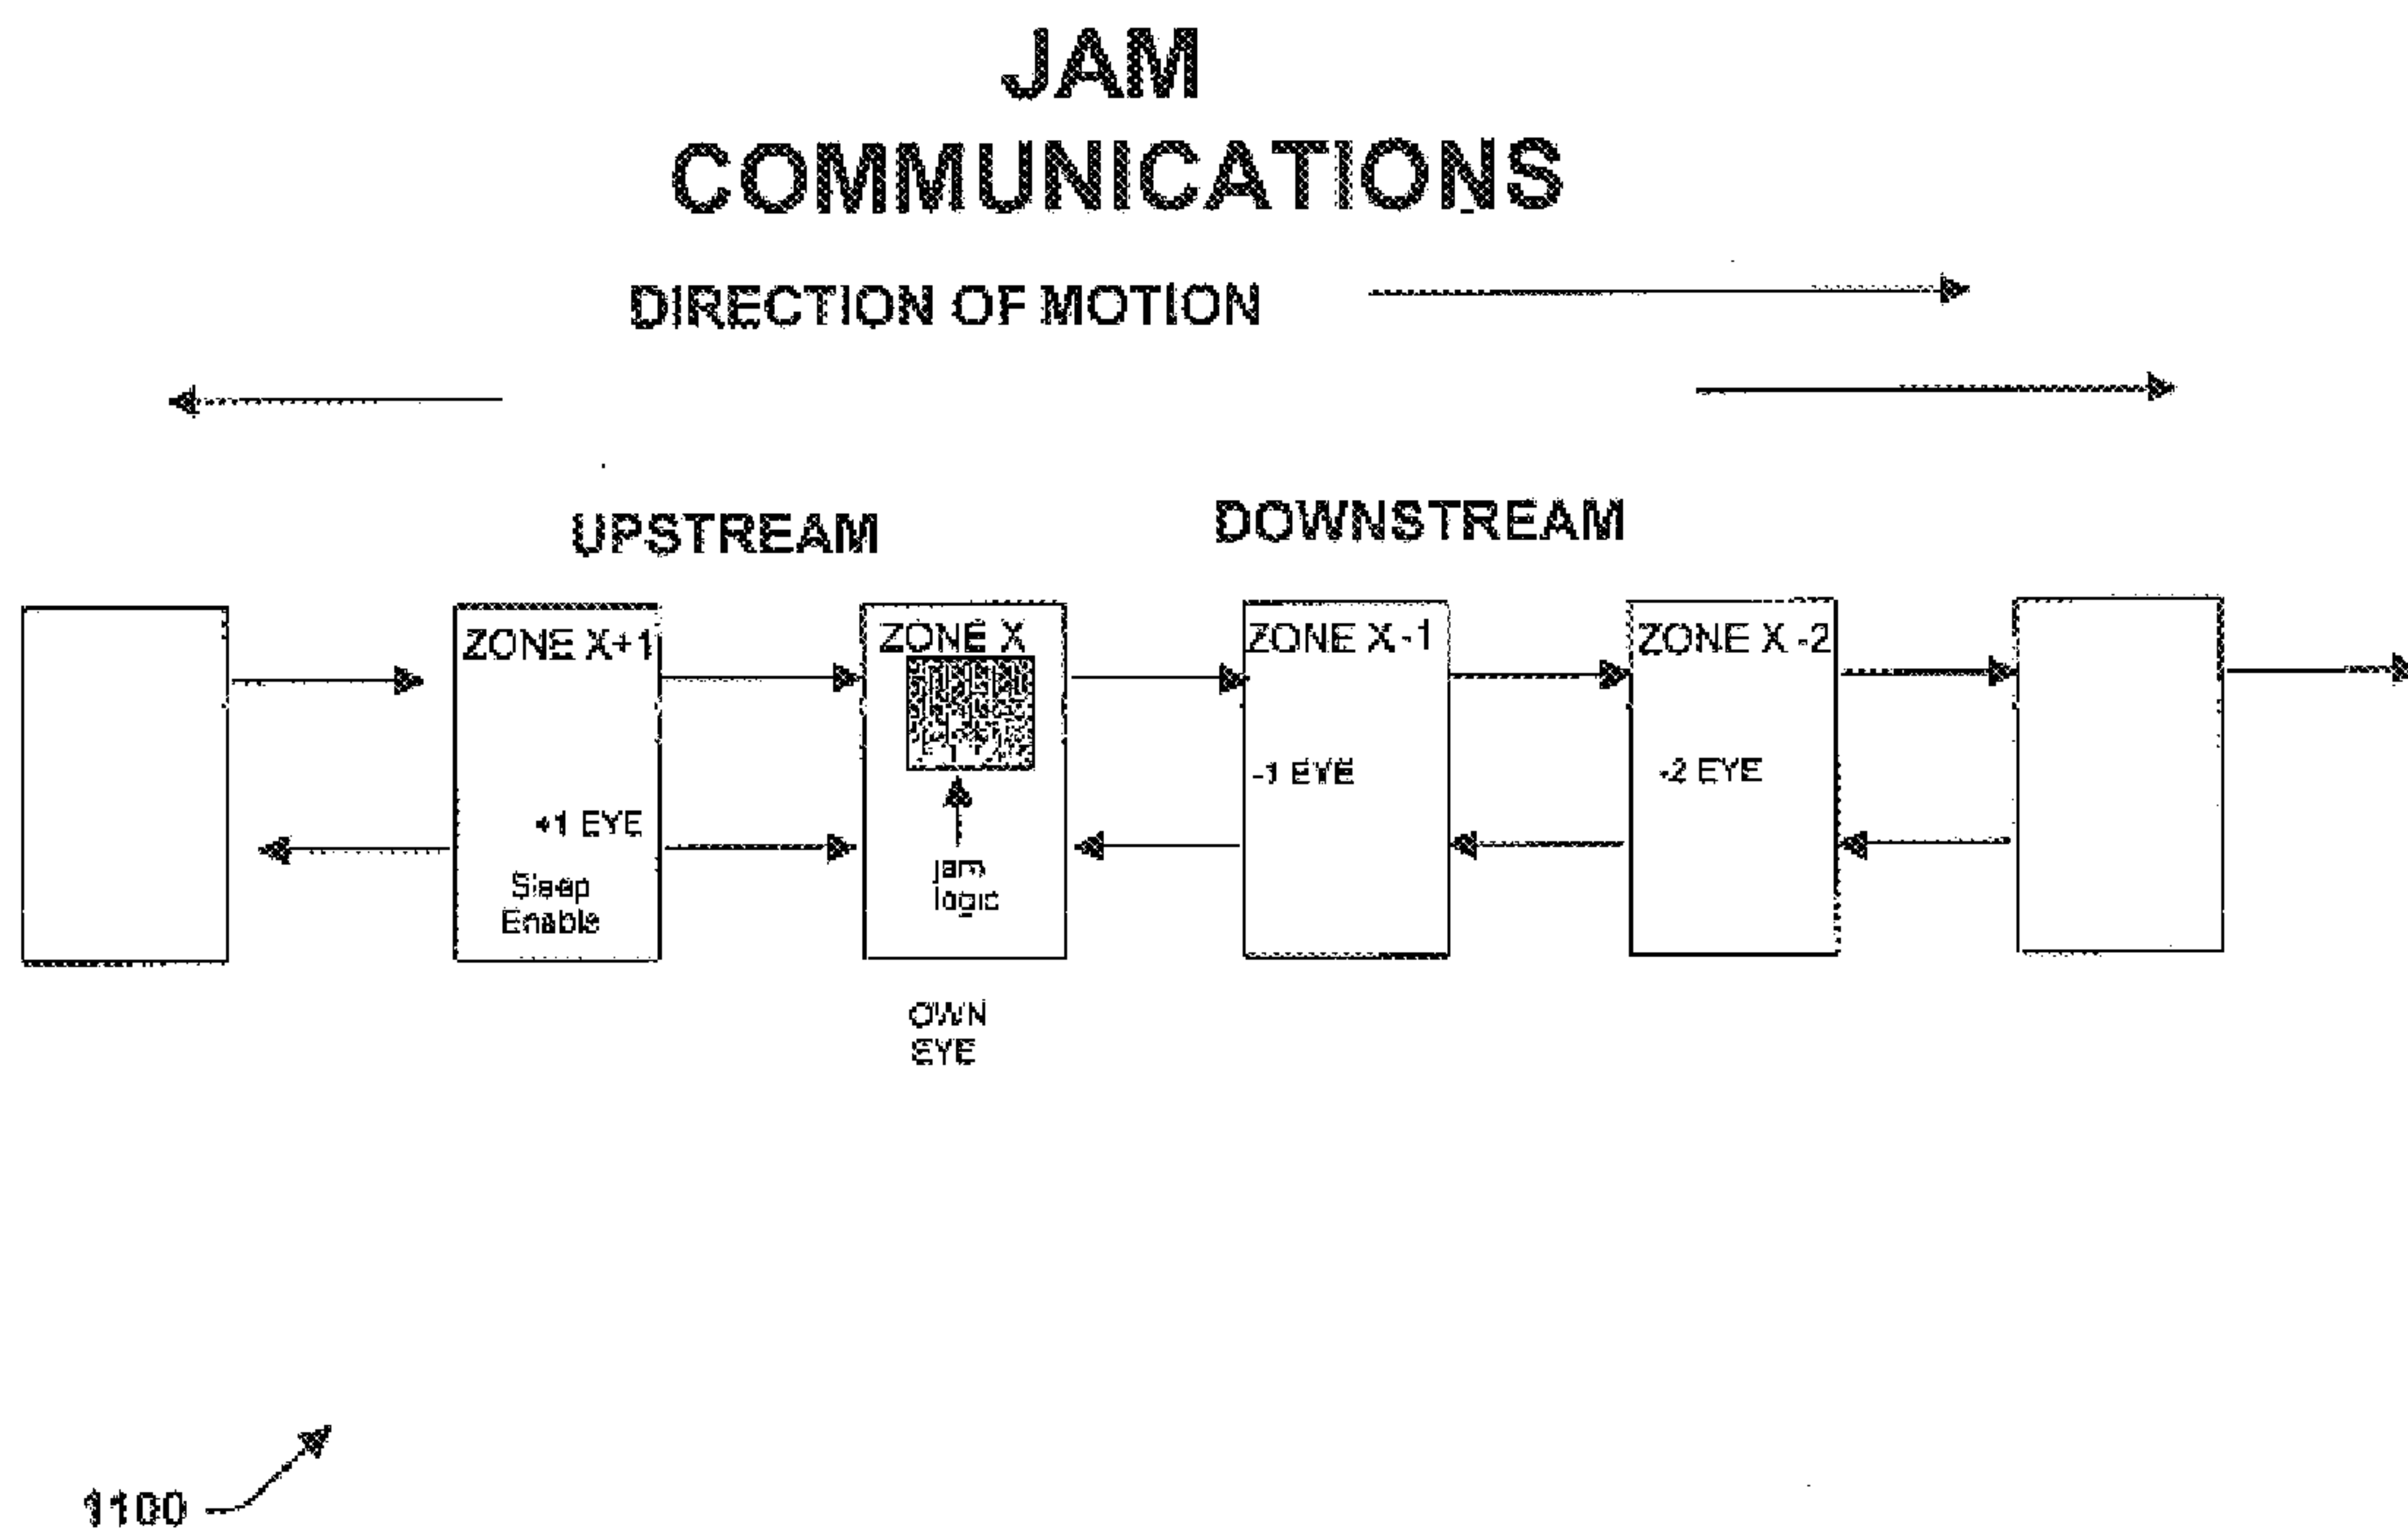 JAM
COMMUNICATIONS
DIRECTION OF MOTION
UPSTREAM
DOWNSTREAM
ZONE X+1
ZONE X
ZONE X-1
ZONE X -2
-1 EYE
-2 EYE
+1 EYE
jam
logic
Sleep
Enable
OWN
EYE
1100